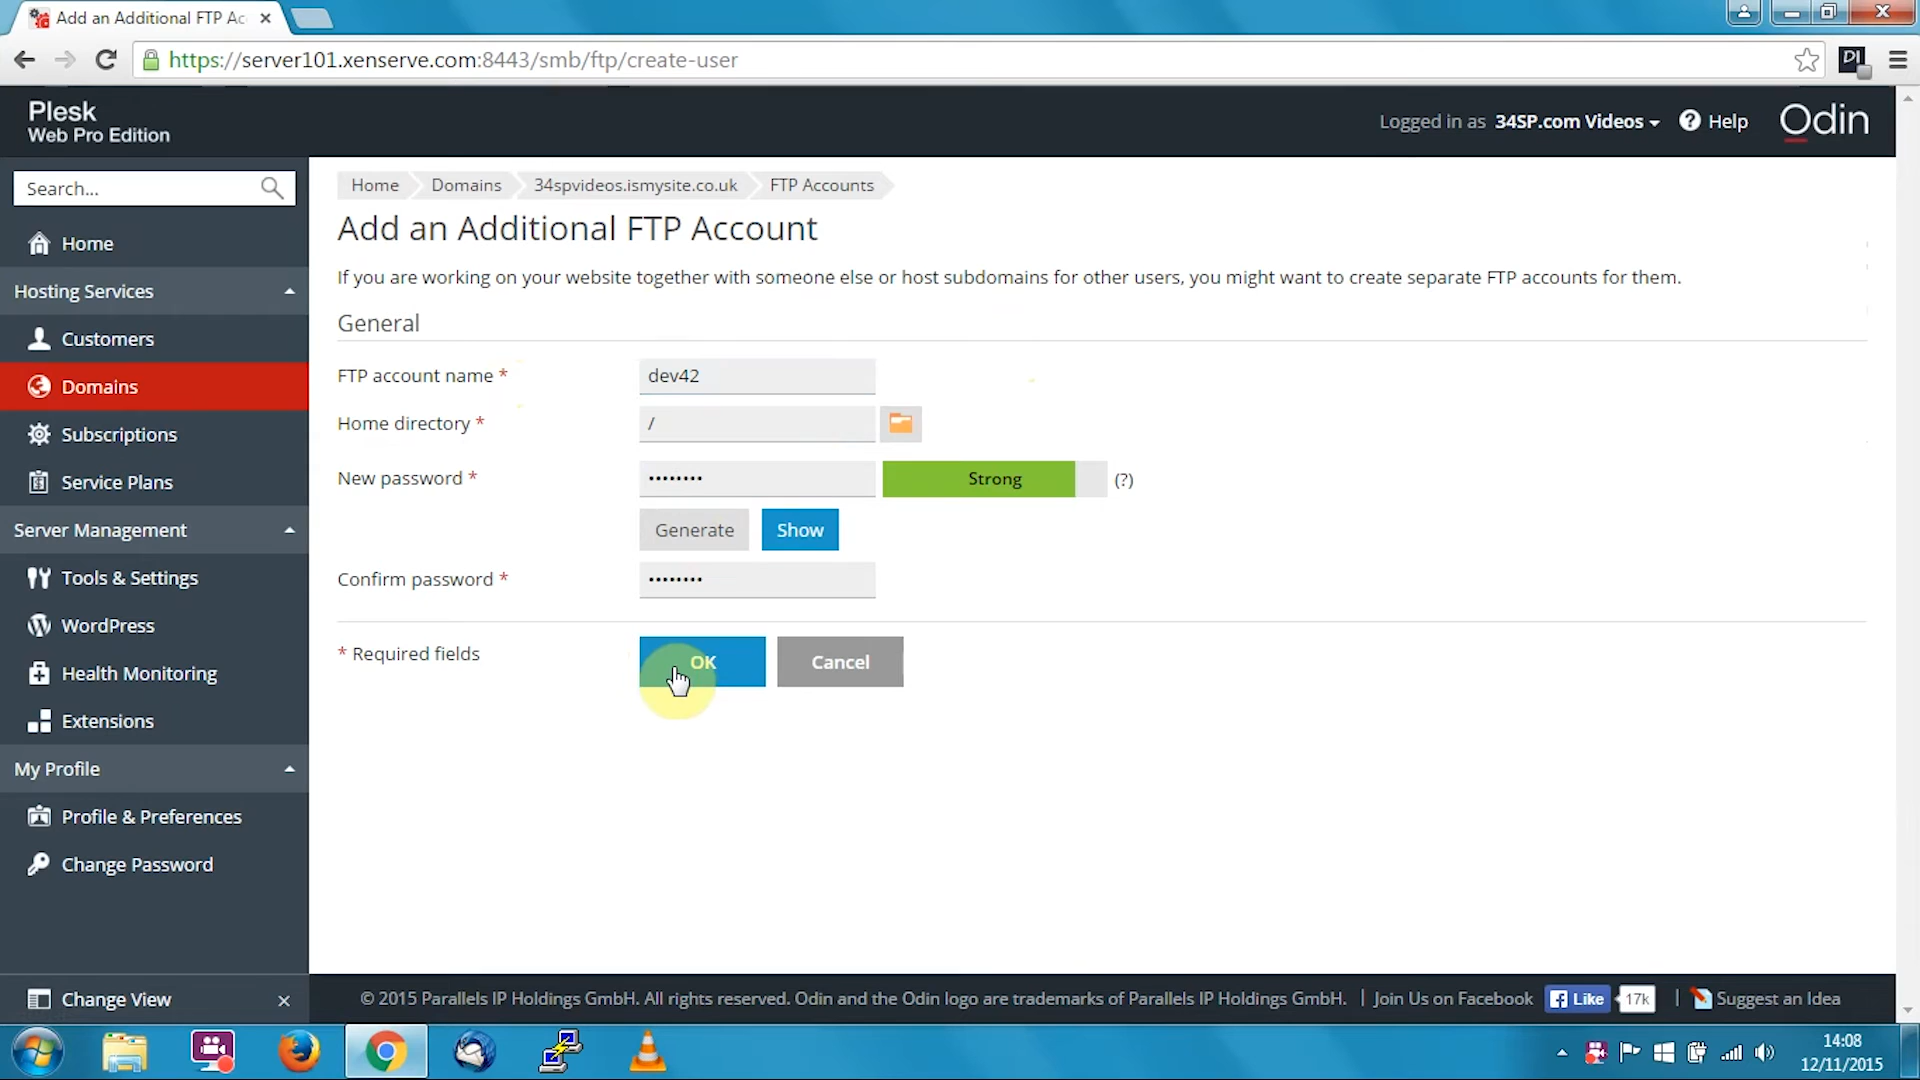 Add an Additional FTP Ac
https://server101.xenserve.com:8443/smb/ftp/create-user
DI
Plesk
Web Pro Edition
Logged in as 34SP.com Videos
? Help
Odin
Search...
Home
Hosting Services
Customers
Domains
Subscriptions
Service Plans
Server Management
Tools & Settings
WordPress
Health Monitoring
Extensions
My Profile
Profile & Preferences
Change Password
Change View
Home
Domains
34spvideos.ismysite.co.uk
FTP Accounts
Add an Additional FTP Account
If you are working on your website together with someone else or host subdomains for other users, you might want to create separate FTP accounts for them.
General
FTP account name *
dev42
Home directory *
/
New password *
••••••••
Strong
(?)
Generate
Show
Confirm password *
••••••••
* Required fields
OK
Cancel
© 2015 Parallels IP Holdings GmbH. All rights reserved. Odin and the Odin logo are trademarks of Parallels IP Holdings GmbH.
Join Us on Facebook
Like
17k
Suggest an Idea
14:08
12/11/2015